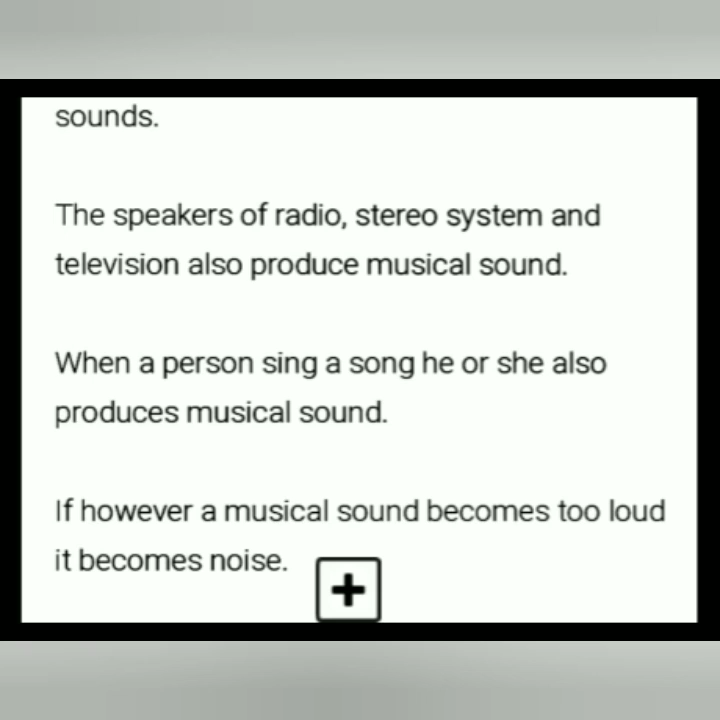 sounds.
The speakers of radio, stereo system and
television also produce musical sound.
When a person sing a song he or she also
produces musical sound.
If however a musical sound becomes too loud
it becomes noise.